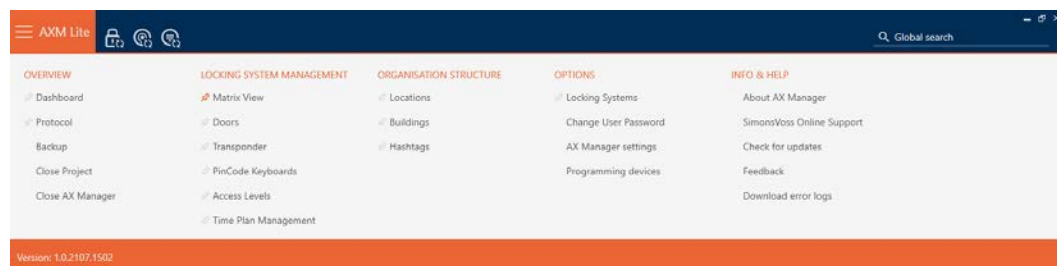 AXM Lite
Global search
OVERVIEW
Dashboard
Protocol
Backup
Close Project
Close AX Manager
LOCKING SYSTEM MANAGEMENT
Matrix View
Doors
Transponder
PinCode Keyboards
Access Levels
Time Plan Management
ORGANISATION STRUCTURE
Locations
Buildings
Hashtags
OPTIONS
Locking Systems
Change User Password
AX Manager settings
Programming devices
INFO & HELP
About AX Manager
SimonsVoss Online Support
Check for updates
Feedback
Download error logs
Version: 1.0.2107.1502